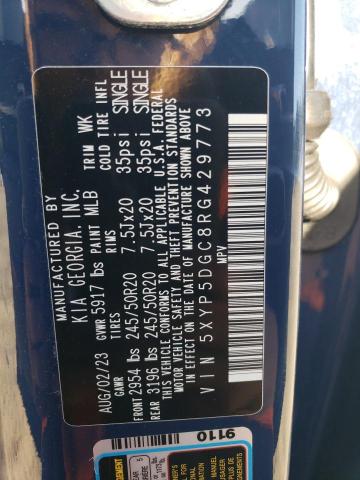 MANUFACTURED BY
KIA GEORGIA, INC.
AUG/02/23 GVWR 5917 lbs PAINT MLB TRIM WK
GAWR TIRES RIMS COLD TIRE INFL
FRONT 2954 lbs 245/50R20 7.5Jx20 35psi SINGLE
REAR 3196 lbs 245/50R20 7.5Jx20 35psi SINGLE
THIS VEHICLE CONFORMS TO ALL APPLICABLE U.S.A. FEDERAL
MOTOR VEHICLE SAFETY AND THEFT PREVENTION STANDARDS
IN EFFECT ON THE DATE OF MANUFACTURE SHOWN ABOVE
VIN 5XYP5DGC8RG429773
MPV
9110